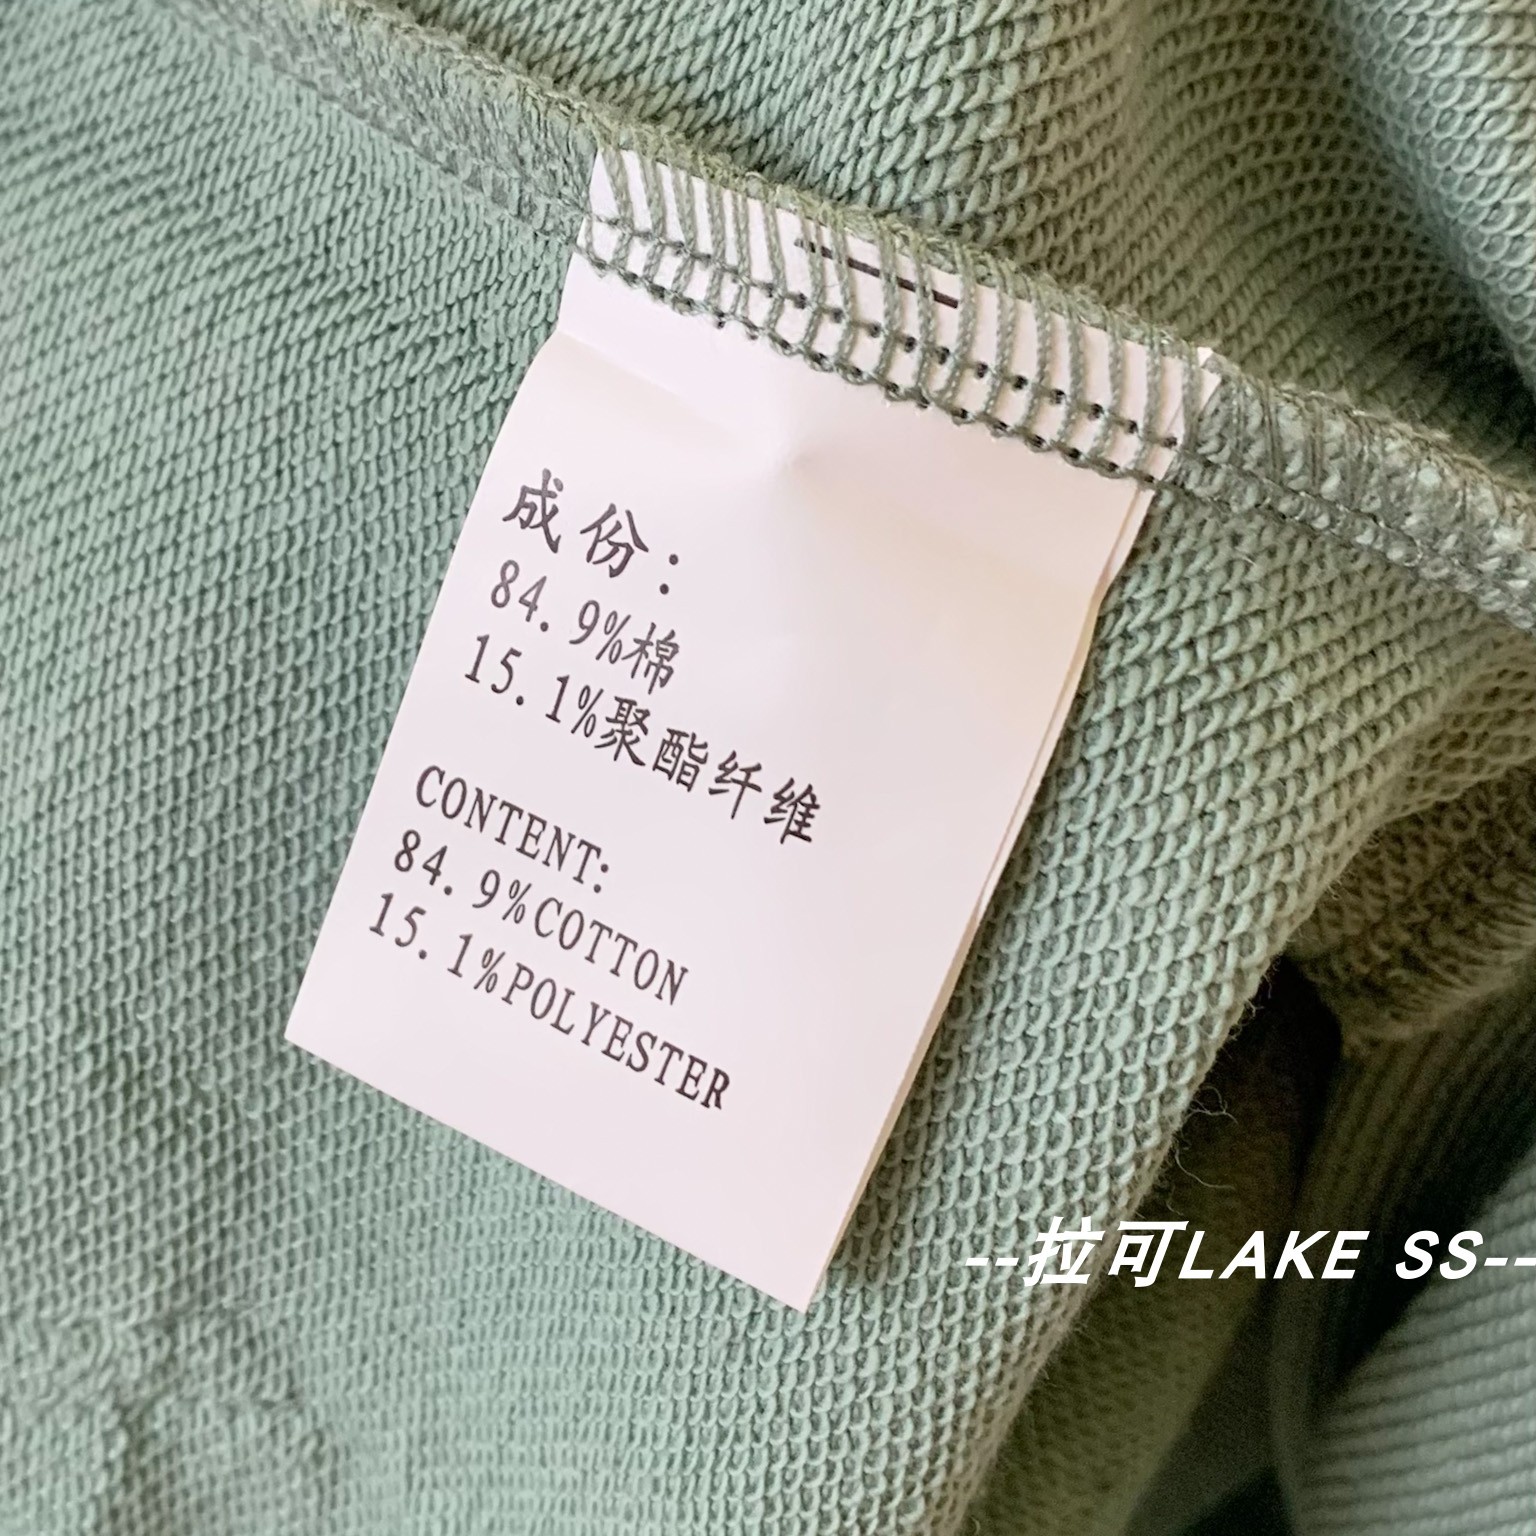 成份：
84.9%棉
15.1%聚酯纤维
CONTENT:
84.9%COTTON
15.1%POLYESTER
--拉可LAKE SS--